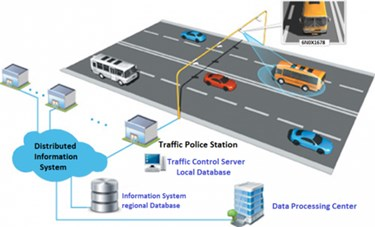 Distributed
Information
System
Traffic Police Station
Traffic Control Server
Local Database
Information System
regional Database
Data Processing Center